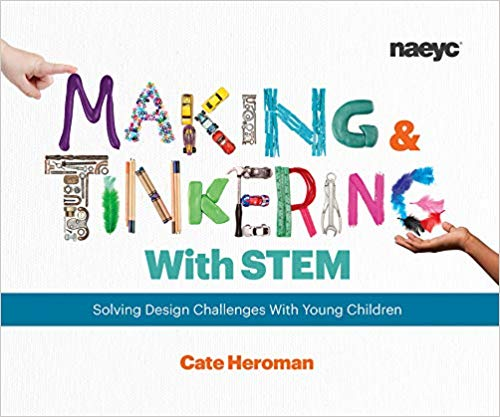 naeyc®
MAKING &
TINKERING
With STEM
Solving Design Challenges With Young Children
Cate Heroman